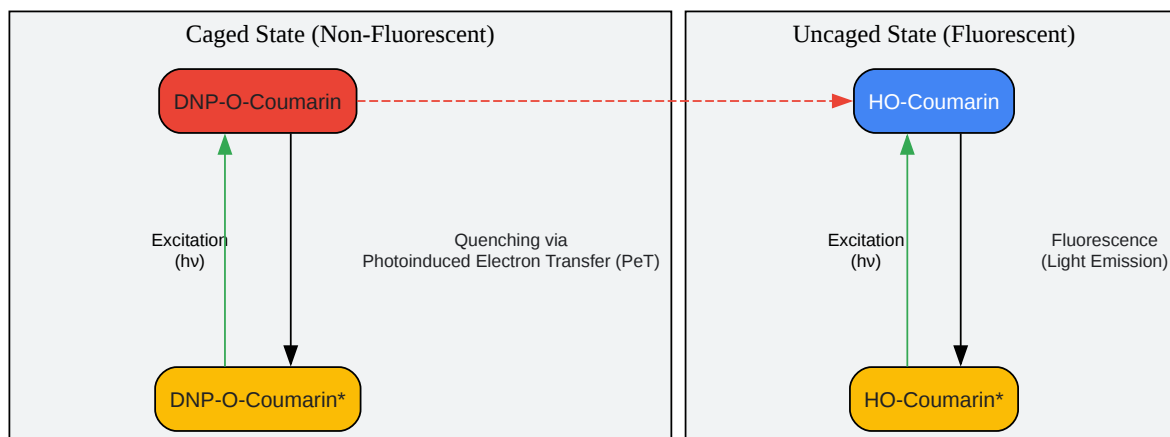 Caged State (Non-Fluorescent)
DNP-O-Coumarin
Excitation
(hν)
Quenching via
Photoinduced Electron Transfer (PeT)
DNP-O-Coumarin*
Uncaged State (Fluorescent)
HO-Coumarin
Excitation
(hν)
Fluorescence
(Light Emission)
HO-Coumarin*